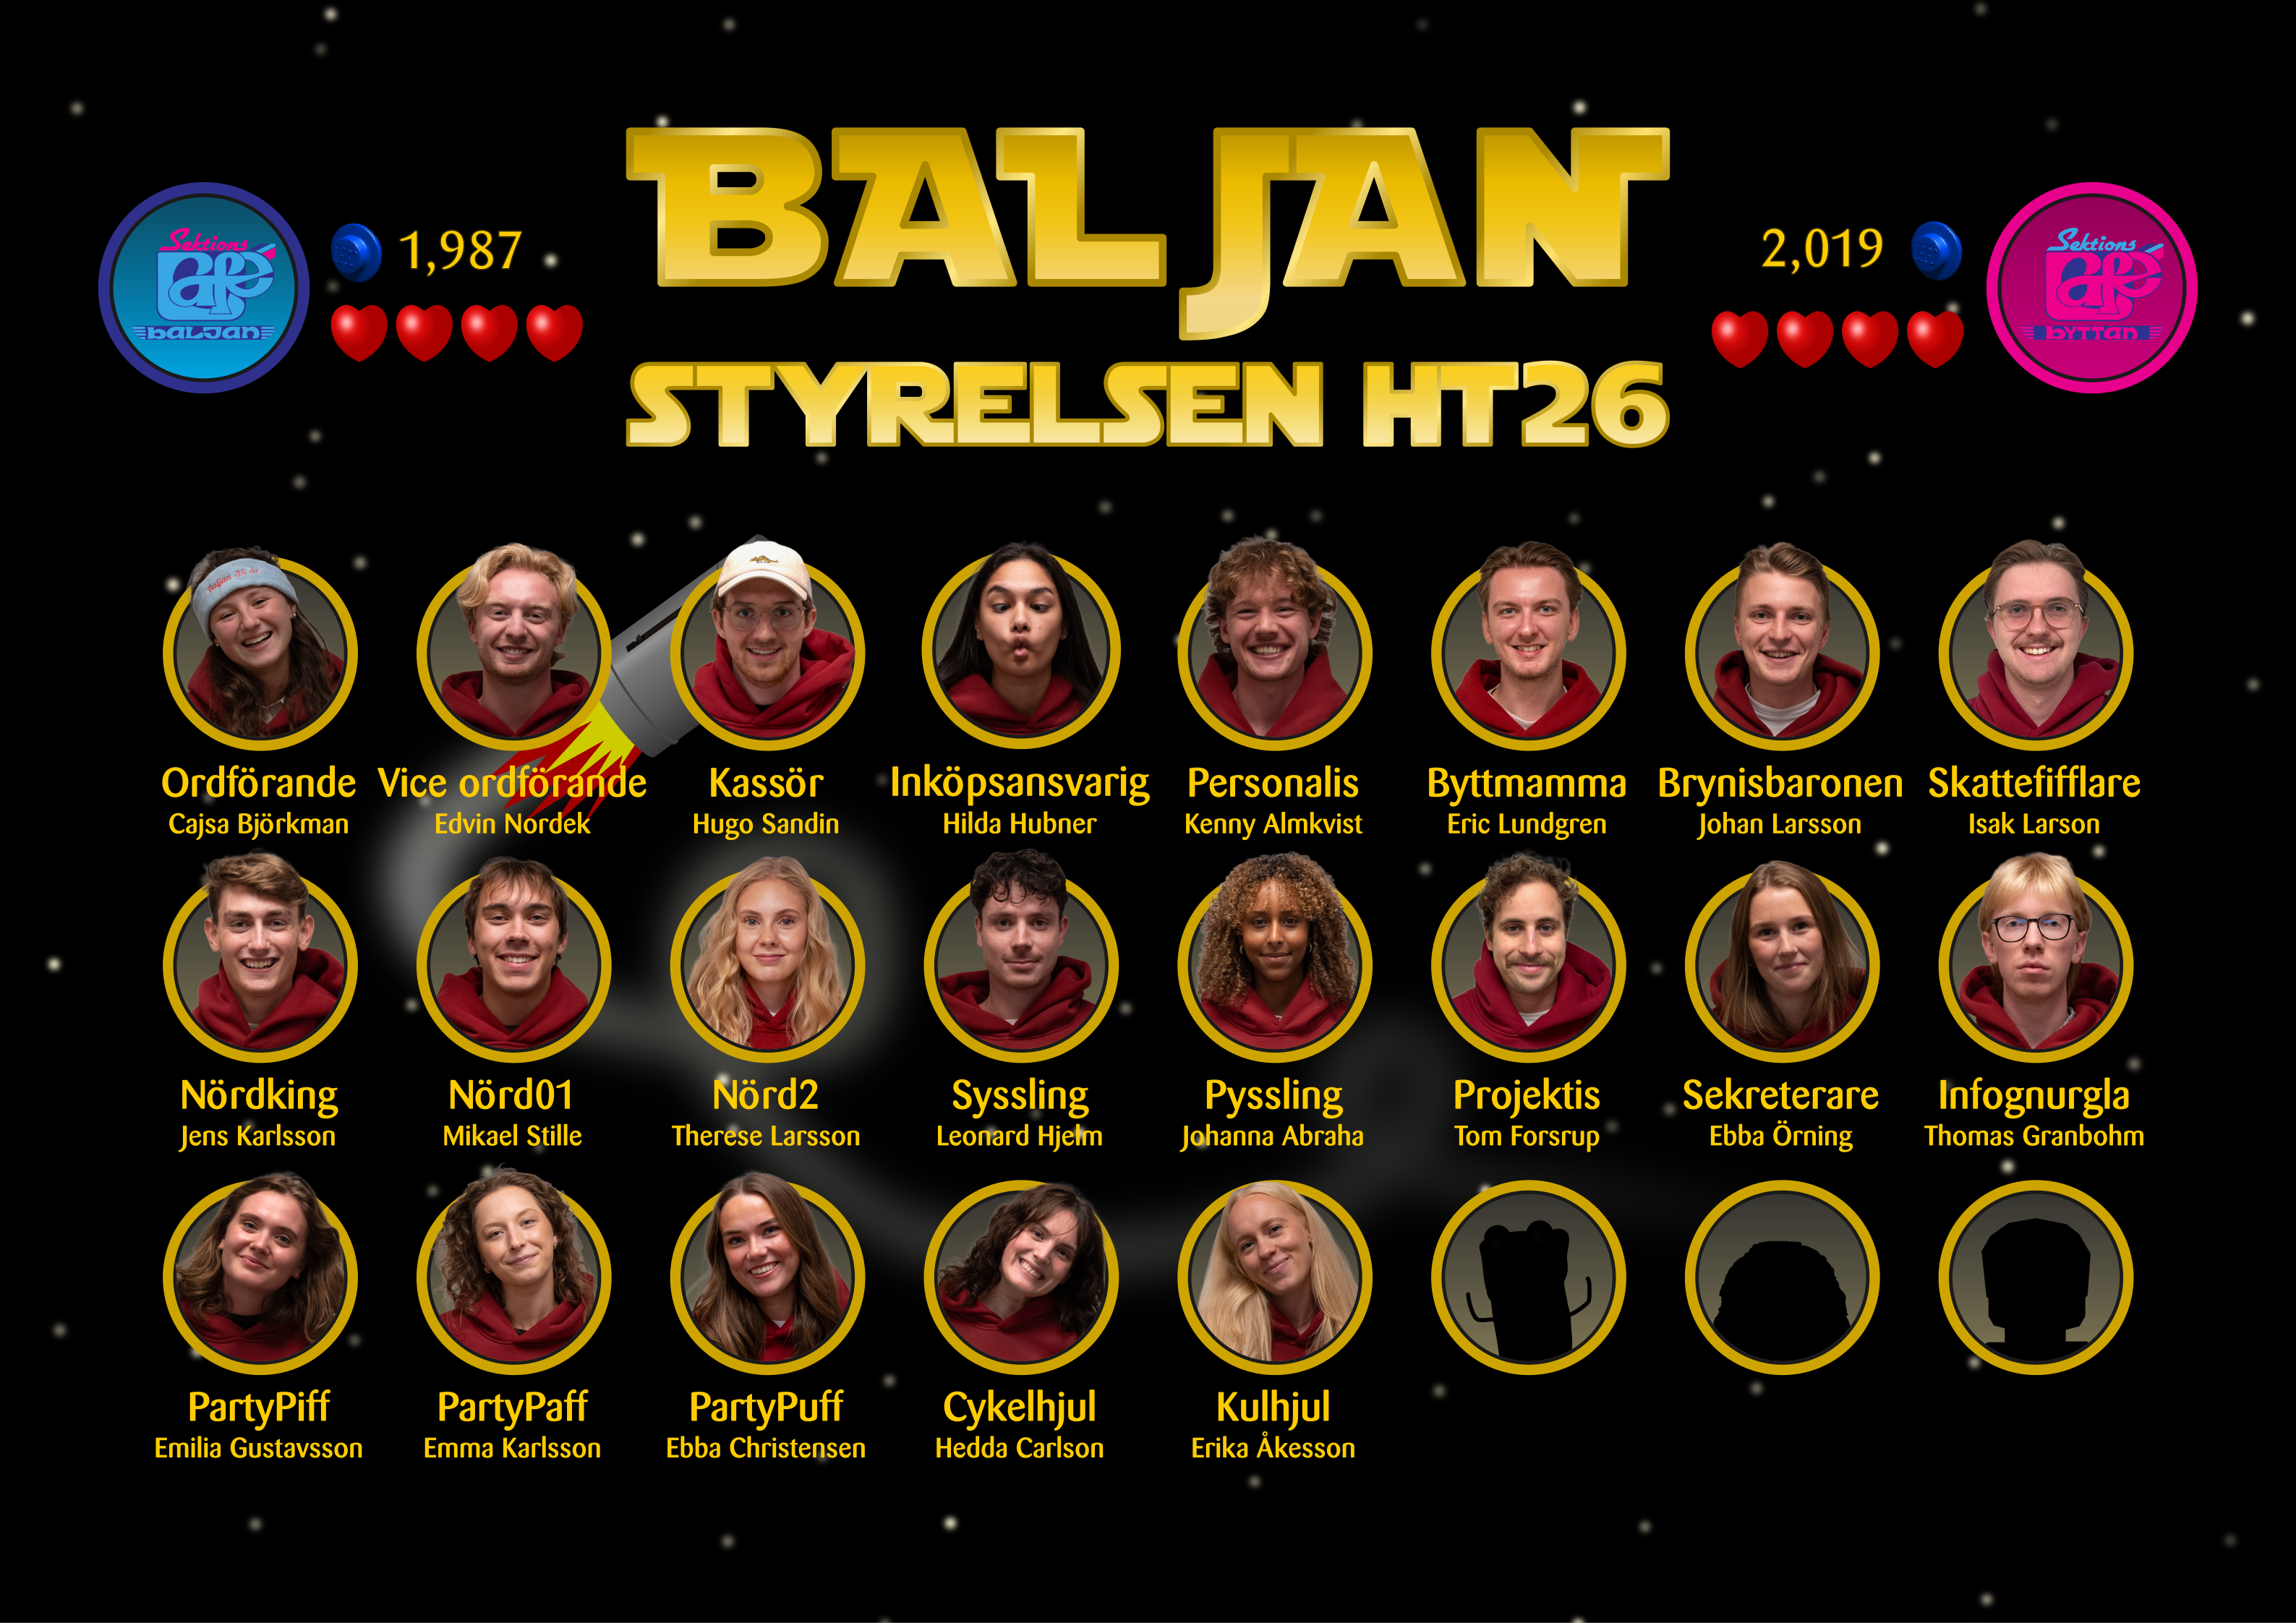 BALJAN
STYRELSEN HT26
Sektions
Café
BALJAN
1,987
2,019
Sektions
Café
BYTTAN
Ordförande
Cajsa Björkman
Vice ordförande
Edvin Nordek
Kassör
Hugo Sandin
Inköpsansvarig
Hilda Hubner
Personalis
Kenny Almkvist
Byttmamma
Eric Lundgren
Brynisbaronen
Johan Larsson
Skattefifflare
Isak Larson
Nördking
Jens Karlsson
Nörd01
Mikael Stille
Nörd2
Therese Larsson
Syssling
Leonard Hjelm
Pyssling
Johanna Abraha
Projektis
Tom Forsrup
Sekreterare
Ebba Örning
Infognurgla
Thomas Granbohm
PartyPiff
Emilia Gustavsson
PartyPaff
Emma Karlsson
PartyPuff
Ebba Christensen
Cykelhjul
Hedda Carlson
Kulhjul
Erika Åkesson